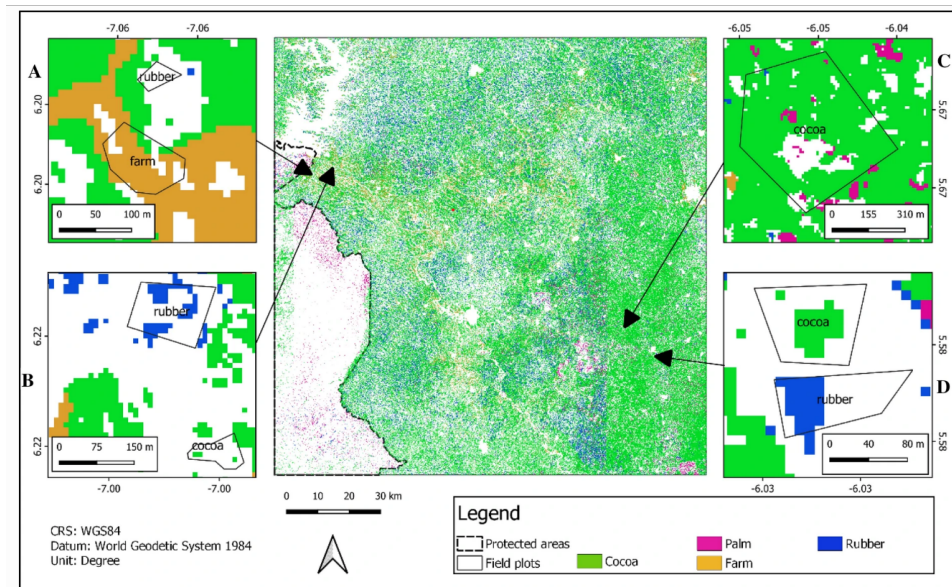 -7.06 -7.06
A
rubber
6.20
farm
6.20
0 50 100 m
-6.05 -6.05 -6.04
C
5.67
cocoa
5.67
0 155 310 m
rubber
6.22
B
cocoa
6.22
0 75 150 m
-7.00 -7.00
cocoa
5.58
D
rubber
5.58
0 40 80 m
-6.03 -6.03
0 10 20 30 km
CRS: WGS84
Datum: World Geodetic System 1984
Unit: Degree
Legend
Protected areas
Field plots
Cocoa
Palm
Farm
Rubber